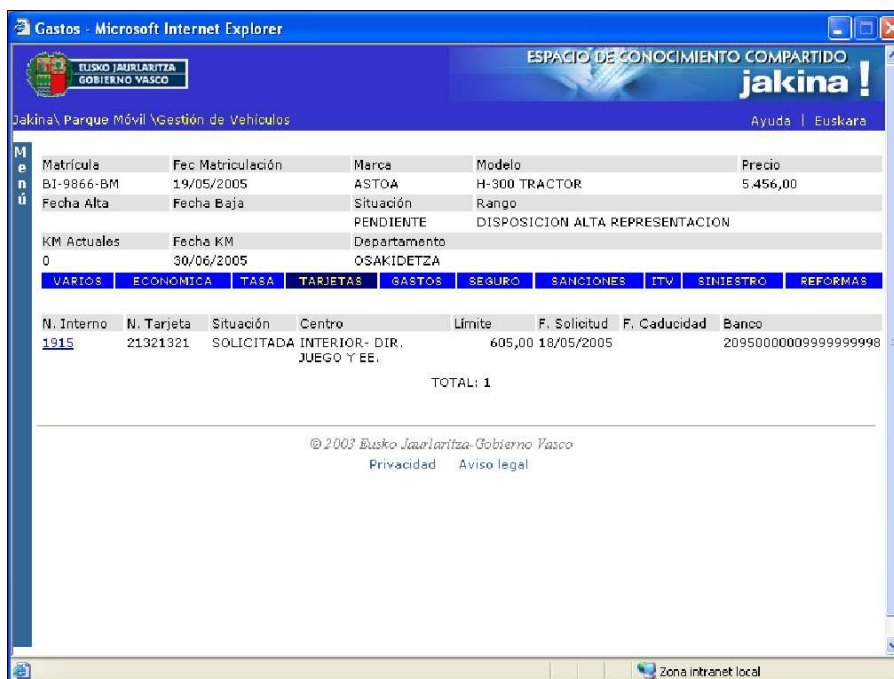 Gastos - Microsoft Internet Explorer
EUSKO JAURLARITZA
GOBIERNO VASCO
ESPACIO DE CONOCIMIENTO COMPARTIDO
jakina!
Jakina\ Parque Móvil \Gestión de Vehículos
Ayuda | Euskara
Menú
Matrícula Fec Matriculación Marca Modelo Precio
BI-9866-BM 19/05/2005 ASTOA H-300 TRACTOR 5.456,00
Fecha Alta Fecha Baja Situación Rango
PENDIENTE DISPOSICION ALTA REPRESENTACION
KM Actuales Fecha KM Departamento
0 30/06/2005 OSAKIDETZA
VARIOS ECONOMICA TASA TARJETAS GASTOS SEGURO SANCIONES ITV SINIESTRO REFORMAS
N. Interno N. Tarjeta Situación Centro Límite F. Solicitud F. Caducidad Banco
1915 21321321 SOLICITADA INTERIOR- DIR. 605,00 18/05/2005 20950000009999999998
JUEGO Y EE.
TOTAL: 1
© 2003 Eusko Jaurlaritza-Gobierno Vasco
Privacidad Aviso legal
Zona intranet local